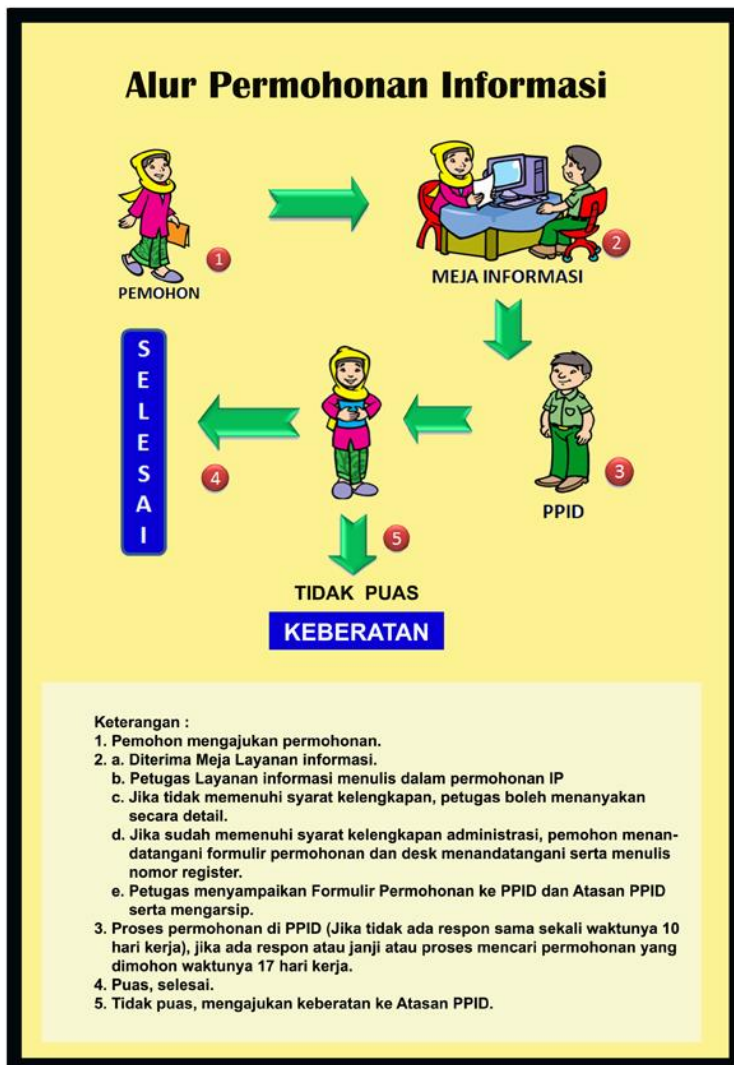 Alur Permohonan Informasi
1
2
PEMOHON
MEJA INFORMASI
SELESAI
4
3
PPID
5
TIDAK PUAS
KEBERATAN
Keterangan :
1. Pemohon mengajukan permohonan.
2. a. Diterima Meja Layanan informasi.
b. Petugas Layanan informasi menulis dalam permohonan IP
c. Jika tidak memenuhi syarat kelengkapan, petugas boleh menanyakan
secara detail.
d. Jika sudah memenuhi syarat kelengkapan administrasi, pemohon menan-
datangani formulir permohonan dan desk menandatangani serta menulis
nomor register.
e. Petugas menyampaikan Formulir Permohonan ke PPID dan Atasan PPID
serta mengarsip.
3. Proses permohonan di PPID (Jika tidak ada respon sama sekali waktunya 10
hari kerja), jika ada respon atau janji atau proses mencari permohonan yang
dimohon waktunya 17 hari kerja.
4. Puas, selesai.
5. Tidak puas, mengajukan keberatan ke Atasan PPID.